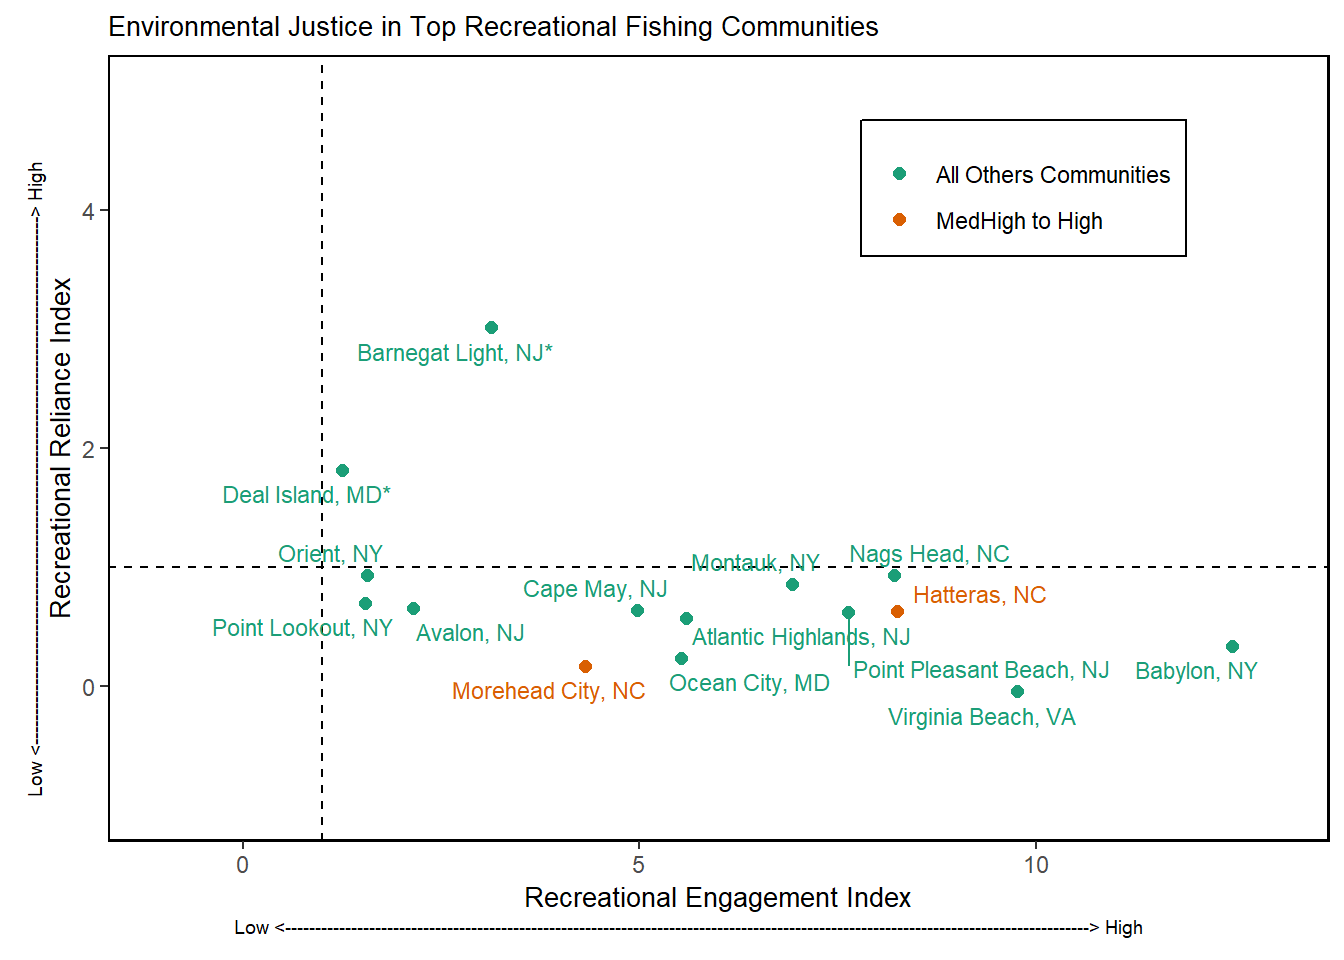 Environmental Justice in Top Recreational Fishing Communities
All Others Communities
MedHigh to High
Low <-----------------------------------------------------------------------------------------------> High
Recreational Reliance Index
4
2
0
Barnegat Light, NJ*
Deal Island, MD*
Orient, NY
Montauk, NY
Nags Head, NC
Cape May, NJ
Hatteras, NC
Point Lookout, NY
Avalon, NJ
Atlantic Highlands, NJ
Point Pleasant Beach, NJ
Babylon, NY
Ocean City, MD
Morehead City, NC
Virginia Beach, VA
0 5 10
Recreational Engagement Index
Low <--------------------------------------------------------------------------------------------------------------------------------------> High